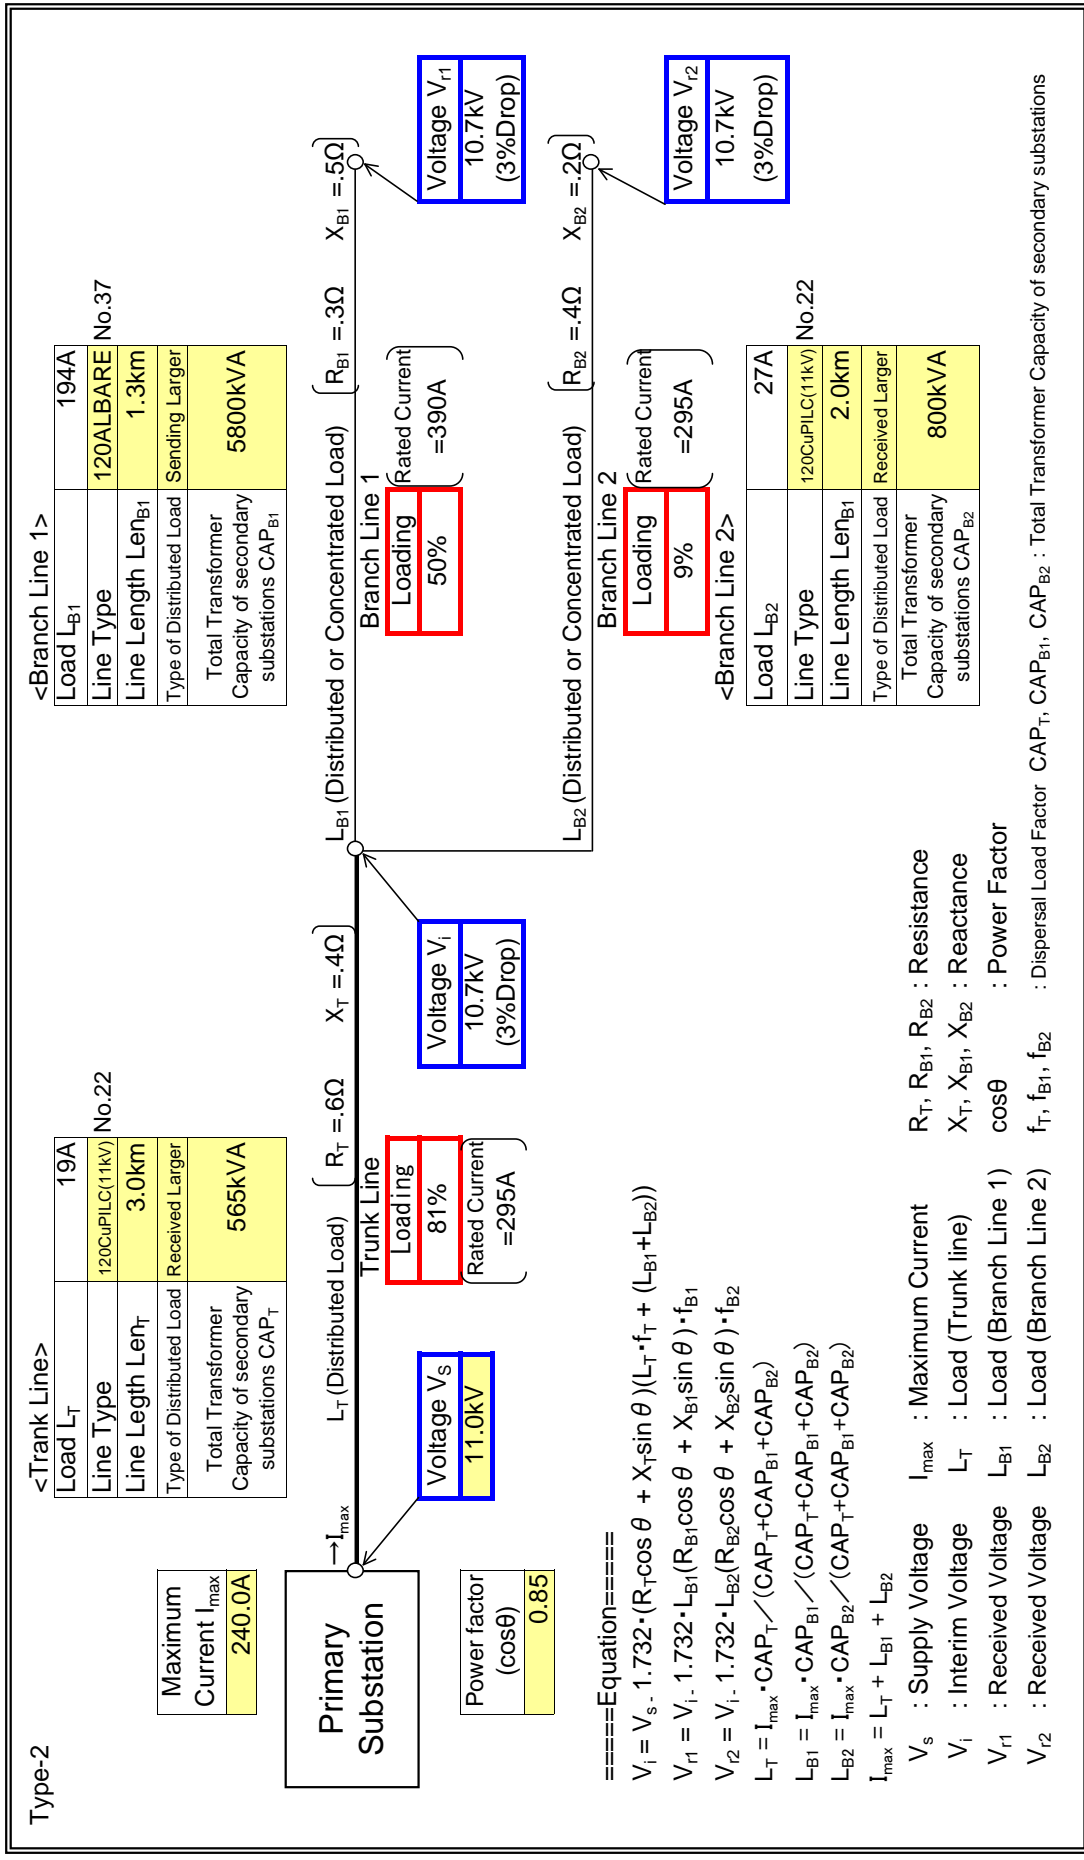 Type-2
<Trank Line>
Load LT 19A
Line Type 120CuPILC(11kV) No.22
Line Legth LenT 3.0km
Type of Distributed Load Received Larger
Total Transformer
Capacity of secondary
substations CAPT
565kVA
<Branch Line 1>
Load LB1 194A
Line Type 120ALBARE No.37
Line Length LenB1 1.3km
Type of Distributed Load Sending Larger
Total Transformer
Capacity of secondary
substations CAPB1
5800kVA
Maximum
Current Imax
240.0A
Primary
Substation
→Imax
LT (Distributed Load)
RT =.6Ω XT =.4Ω
LB1 (Distributed or Concentrated Load)
RB1 =.3Ω XB1 =.5Ω
Trunk Line
Loading
81%
Rated Current
=295A
Branch Line 1
Loading
50%
Rated Current
=390A
Voltage VS
11.0kV
Voltage Vi
10.7kV
(3%Drop)
Voltage Vr1
10.7kV
(3%Drop)
Power factor
(cosθ)
0.85
LB2 (Distributed or Concentrated Load)
RB2 =.4Ω XB2 =.2Ω
Branch Line 2
Loading
9%
Rated Current
=295A
Voltage Vr2
10.7kV
(3%Drop)
<Branch Line 2>
Load LB2 27A
Line Type 120CuPILC(11kV) No.22
Line Length LenB1 2.0km
Type of Distributed Load Received Larger
Total Transformer
Capacity of secondary
substations CAPB2
800kVA
=====Equation======
Vi = Vs - 1.732・(RTcosθ + XTsinθ)(LT・fT + (LB1+LB2))
Vr1 = Vi - 1.732・LB1(RB1cosθ + XB1sinθ)・fB1
Vr2 = Vi - 1.732・LB2(RB2cosθ + XB2sinθ)・fB2
LT = Imax・CAPT／(CAPT+CAPB1+CAPB2)
LB1 = Imax・CAPB1／(CAPT+CAPB1+CAPB2)
LB2 = Imax・CAPB2／(CAPT+CAPB1+CAPB2)
Imax = LT + LB1 + LB2
Vs : Supply Voltage Imax : Maximum Current RT, RB1, RB2 : Resistance
Vi : Interim Voltage LT : Load (Trunk line) XT, XB1, XB2 : Reactance
Vr1 : Received Voltage LB1 : Load (Branch Line 1) cosθ : Power Factor
Vr2 : Received Voltage LB2 : Load (Branch Line 2) fT, fB1, fB2 : Dispersal Load Factor CAPT, CAPB1, CAPB2 : Total Transformer Capacity of secondary substations